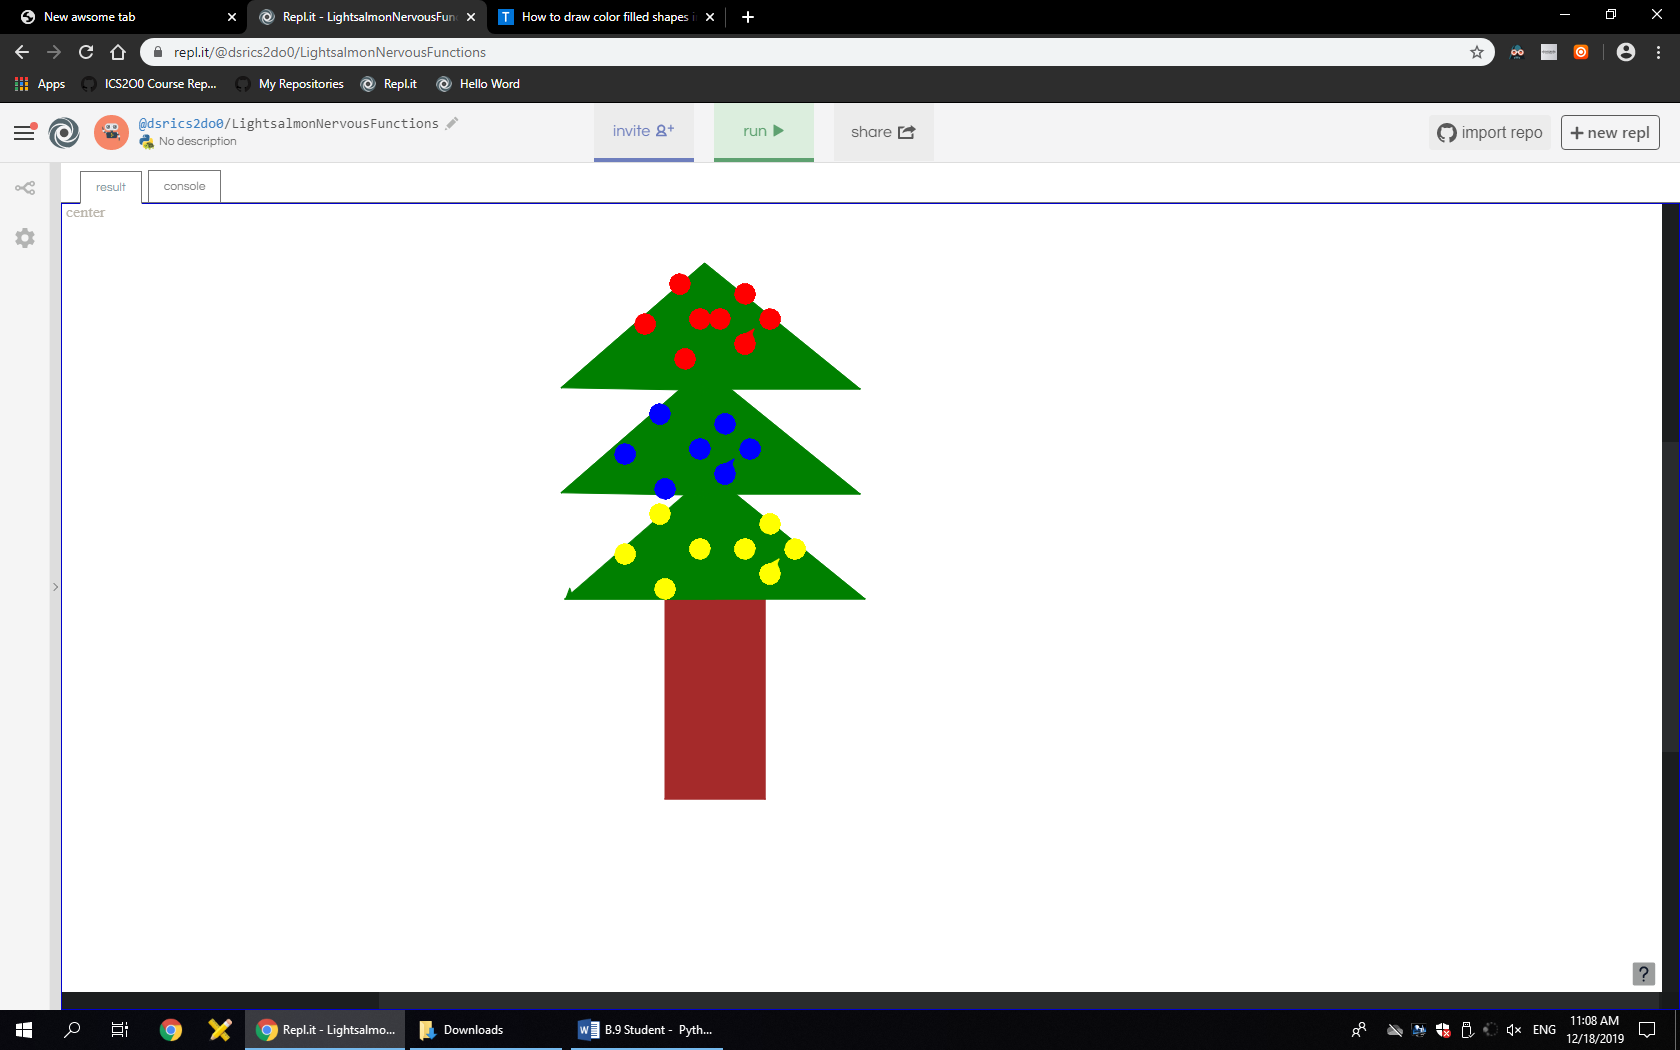 New awsome tab
Repl.it - LightsalmonNervousFun
How to draw color filled shapes i
repl.it/@dsrics2do0/LightsalmonNervousFunctions
Apps
ICS2O0 Course Rep...
My Repositories
Repl.it
Hello Word
@dsrics2do0/LightsalmonNervousFunctions
No description
invite
run
share
import repo
+ new repl
result
console
center
?
Repl.it - Lightsalmo...
Downloads
B.9 Student - Pyth...
ENG
11:08 AM
12/18/2019